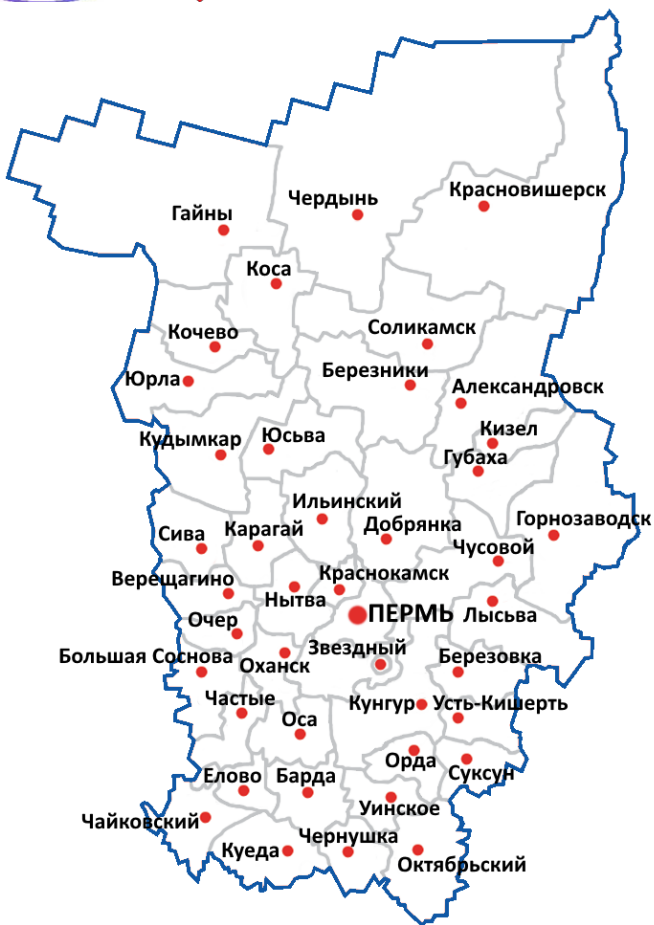 Красновишерск
Чердынь
Гайны
Коса
Соликамск
Кочево
Березники
Юрла
Александровск
Кизел
Юсьва
Кудымкар
Губаха
Ильинский
Горнозаводск
Добрянка
Карагай
Сива
Чусовой
Краснокамск
Верещагино
Нытва
ПЕРМЬ
Лысьва
Очер
Звездный
Березовка
Большая Соснова
Оханск
Частые
Кунгур
Усть-Кишерть
Оса
Орда
Суксун
Елово
Барда
Уинское
Чайковский
Чернушка
Куеда
Октябрьский